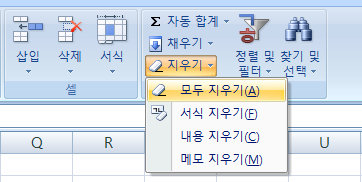 삽입
삭제
서식
셀
Σ 자동 합계
채우기
지우기
정렬 및
필터
찾기 및
선택
모두 지우기(A)
서식 지우기(F)
내용 지우기(C)
메모 지우기(M)
Q R U